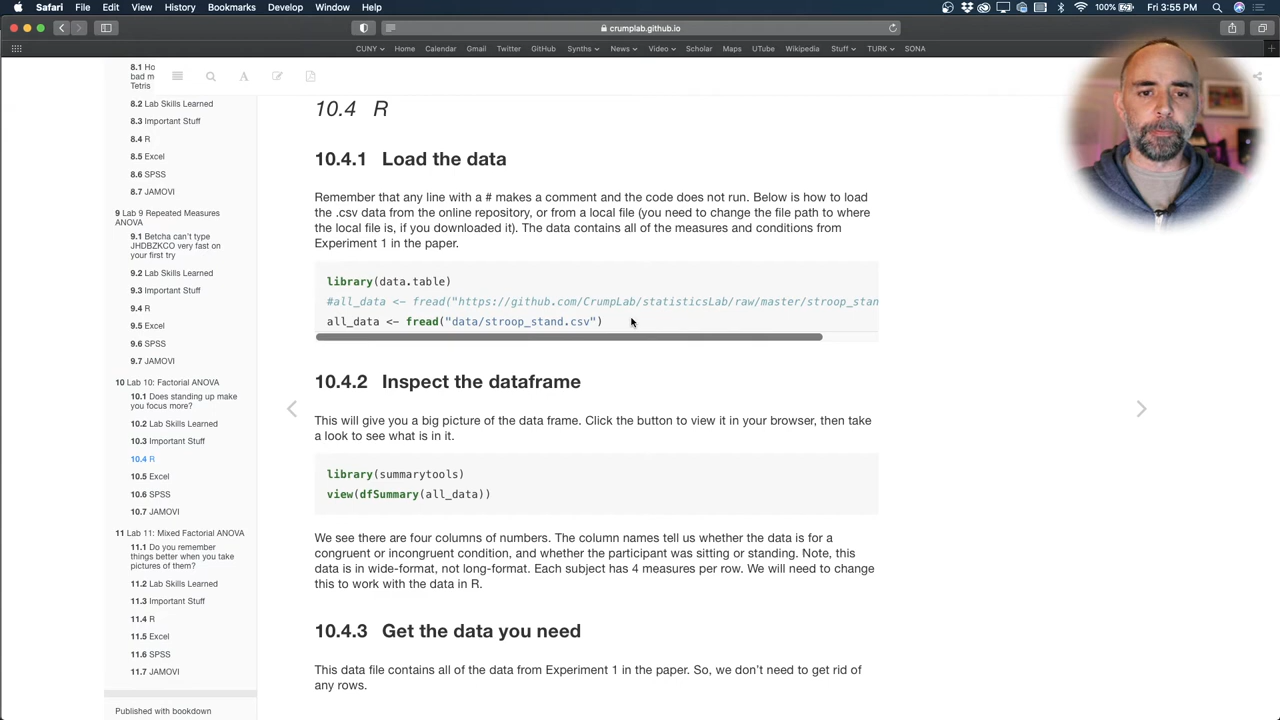 Safari File Edit View History Bookmarks Develop Window Help
Fri 3:55 PM
crumplab.github.io
CUNY Home Calendar Gmail Twitter GitHub Synths News Video Scholar Maps UTube Wikipedia Stuff TURK SONA
8.1 Ho
bad m
Tetris
8.2 Lab Skills Learned
8.3 Important Stuff
8.4 R
8.5 Excel
8.6 SPSS
8.7 JAMOVI
9 Lab 9 Repeated Measures
ANOVA
9.1 Betcha can't type
JHDBZKCO very fast on
your first try
9.2 Lab Skills Learned
9.3 Important Stuff
9.4 R
9.5 Excel
9.6 SPSS
9.7 JAMOVI
10 Lab 10: Factorial ANOVA
10.1 Does standing up make
you focus more?
10.2 Lab Skills Learned
10.3 Important Stuff
10.4 R
10.5 Excel
10.6 SPSS
10.7 JAMOVI
11 Lab 11: Mixed Factorial ANOVA
11.1 Do you remember
things better when you take
pictures of them?
11.2 Lab Skills Learned
11.3 Important Stuff
11.4 R
11.5 Excel
11.6 SPSS
11.7 JAMOVI
Published with bookdown
10.4 R
10.4.1 Load the data
Remember that any line with a # makes a comment and the code does not run. Below is how to load
the .csv data from the online repository, or from a local file (you need to change the file path to where
the local file is, if you downloaded it). The data contains all of the measures and conditions from
Experiment 1 in the paper.
library(data.table)
#all_data <- fread("https://github.com/CrumpLab/statisticsLab/raw/master/stroop_stan
all_data <- fread("data/stroop_stand.csv")
10.4.2 Inspect the dataframe
This will give you a big picture of the data frame. Click the button to view it in your browser, then take
a look to see what is in it.
library(summarytools)
view(dfSummary(all_data))
We see there are four columns of numbers. The column names tell us whether the data is for a
congruent or incongruent condition, and whether the participant was sitting or standing. Note, this
data is in wide-format, not long-format. Each subject has 4 measures per row. We will need to change
this to work with the data in R.
10.4.3 Get the data you need
This data file contains all of the data from Experiment 1 in the paper. So, we don't need to get rid of
any rows.